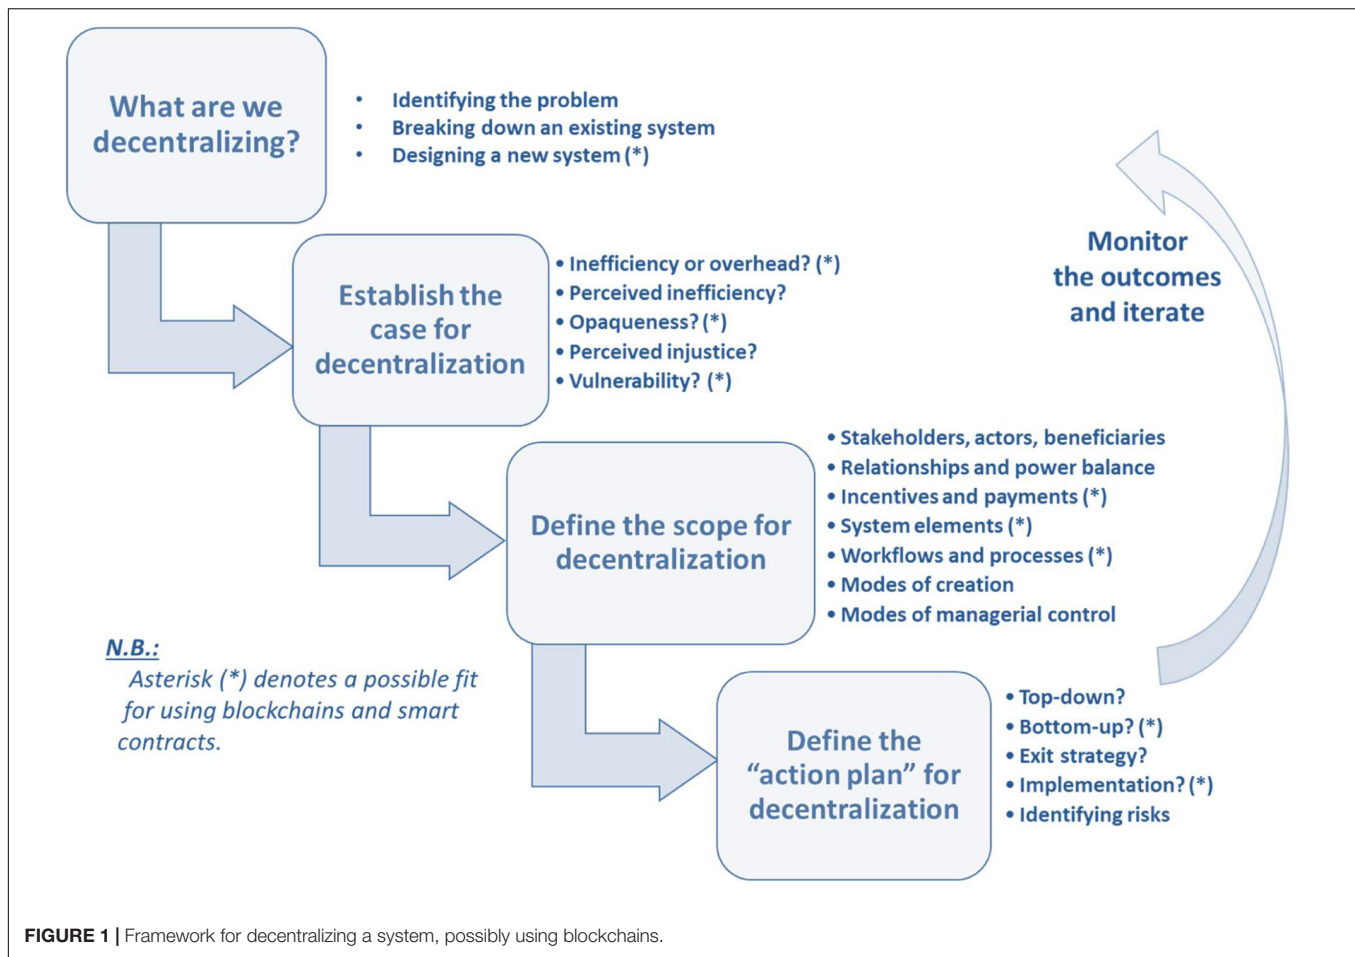 What are we
decentralizing?
• Identifying the problem
• Breaking down an existing system
• Designing a new system (*)
Establish the
case for
decentralization
• Inefficiency or overhead? (*)
• Perceived inefficiency?
• Opaqueness? (*)
• Perceived injustice?
• Vulnerability? (*)
Monitor
the outcomes
and iterate
Define the scope for
decentralization
• Stakeholders, actors, beneficiaries
• Relationships and power balance
• Incentives and payments (*)
• System elements (*)
• Workflows and processes (*)
• Modes of creation
• Modes of managerial control
N.B.:
Asterisk (*) denotes a possible fit
for using blockchains and smart
contracts.
Define the
“action plan” for
decentralization
• Top-down?
• Bottom-up? (*)
• Exit strategy?
• Implementation? (*)
• Identifying risks
FIGURE 1 | Framework for decentralizing a system, possibly using blockchains.